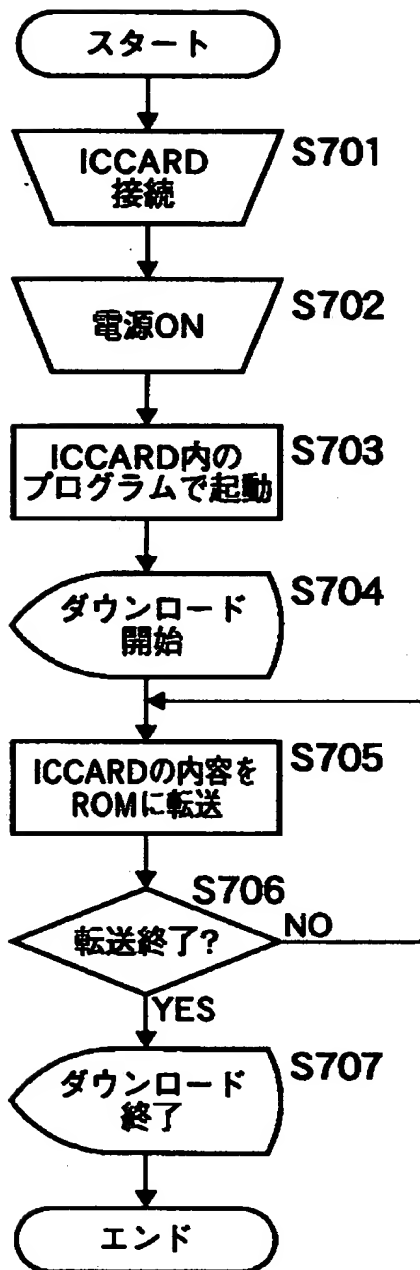 スタート
ICCARD
接続
S701
電源ON
S702
ICCARD内の
プログラムで起動
S703
ダウンロード
開始
S704
ICCARDの内容を
ROMに転送
S705
転送終了?
S706
NO
YES
ダウンロード
終了
S707
エンド